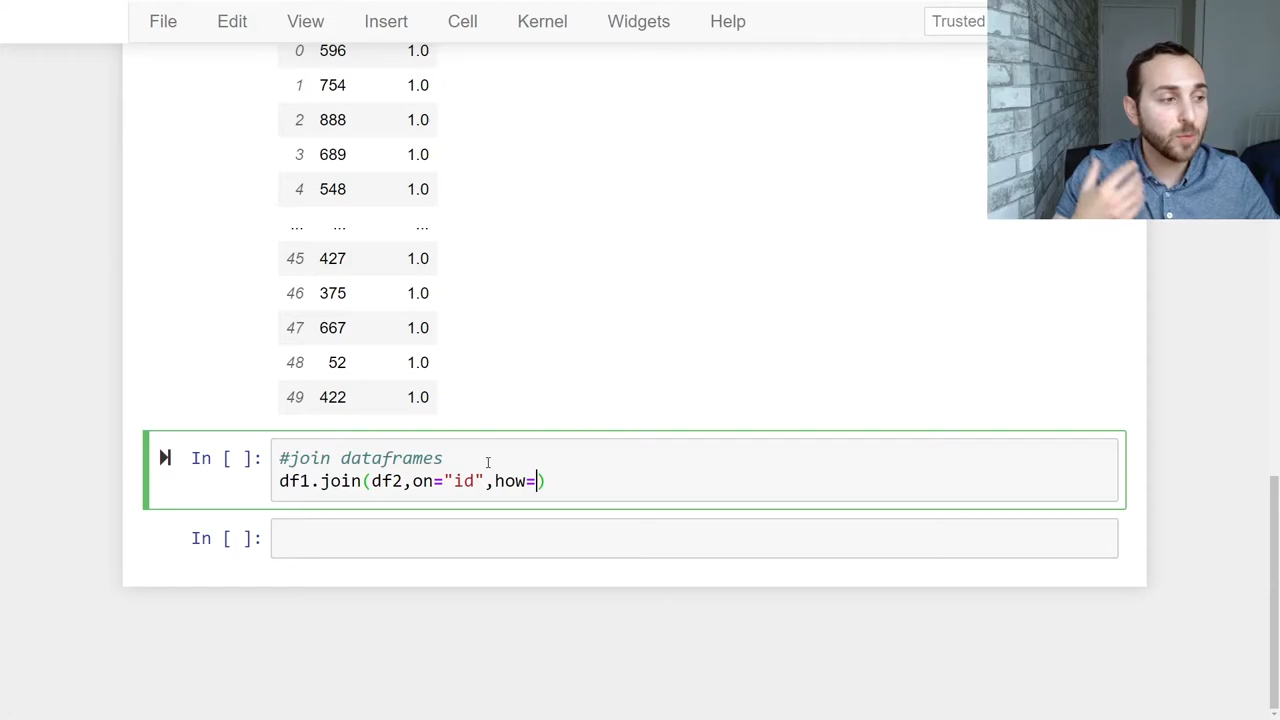 File Edit View Insert Cell Kernel Widgets Help Trusted
0 596 1.0
1 754 1.0
2 888 1.0
3 689 1.0
4 548 1.0
... ... ...
45 427 1.0
46 375 1.0
47 667 1.0
48 52 1.0
49 422 1.0
In [ ]: #join dataframes
df1.join(df2,on="id",how=)
In [ ]: